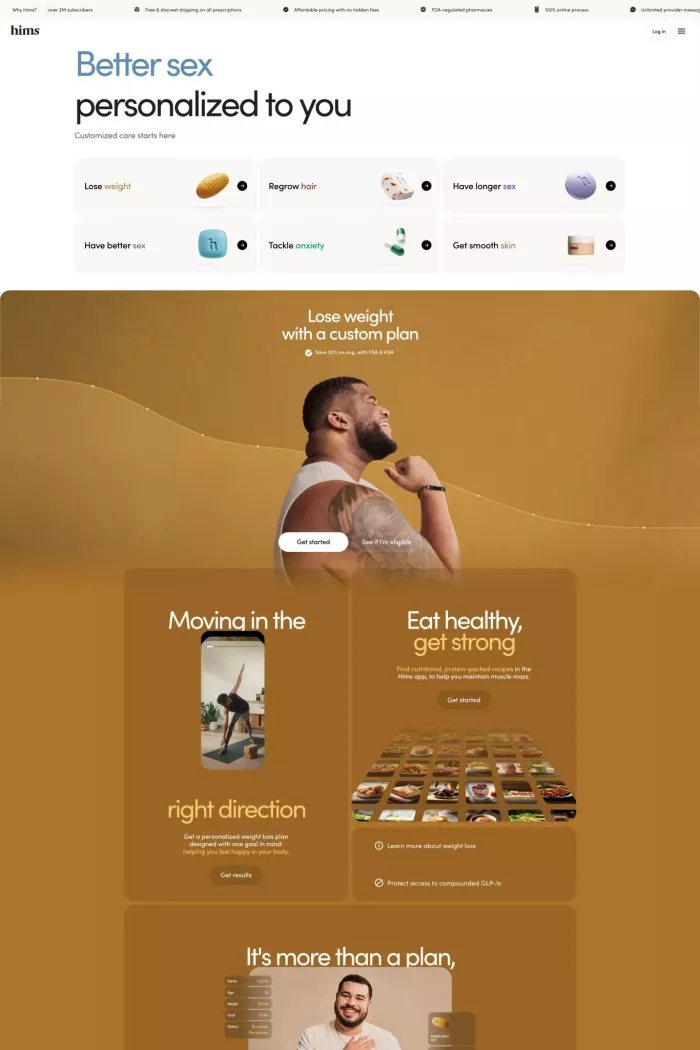 Why Hims?
over 2M subscribers
Free & discreet shipping on all prescriptions
Affordable pricing with no hidden fees
FDA-regulated pharmacies
100% online process
Unlimited provider messag
hims
Log in
Better sex
personalized to you
Customized care starts here
Lose weight
Regrow hair
Have longer sex
Have better sex
h
Tackle anxiety
Get smooth skin
Lose weight
with a custom plan
Save 30% on avg. with FSA & HSA
Get started
See if I'm eligible
Moving in the
right direction
Get a personalized weight loss plan
designed with one goal in mind:
helping you feel happy in your body.
Get results
Eat healthy,
get strong
Find nutritional, protein-packed recipes in the
Hims app, to help you maintain muscle mass.
Get started
Learn more about weight loss
Protect access to compounded GLP-1s
It's more than a plan,
Name
Age
Weight
Goal
History